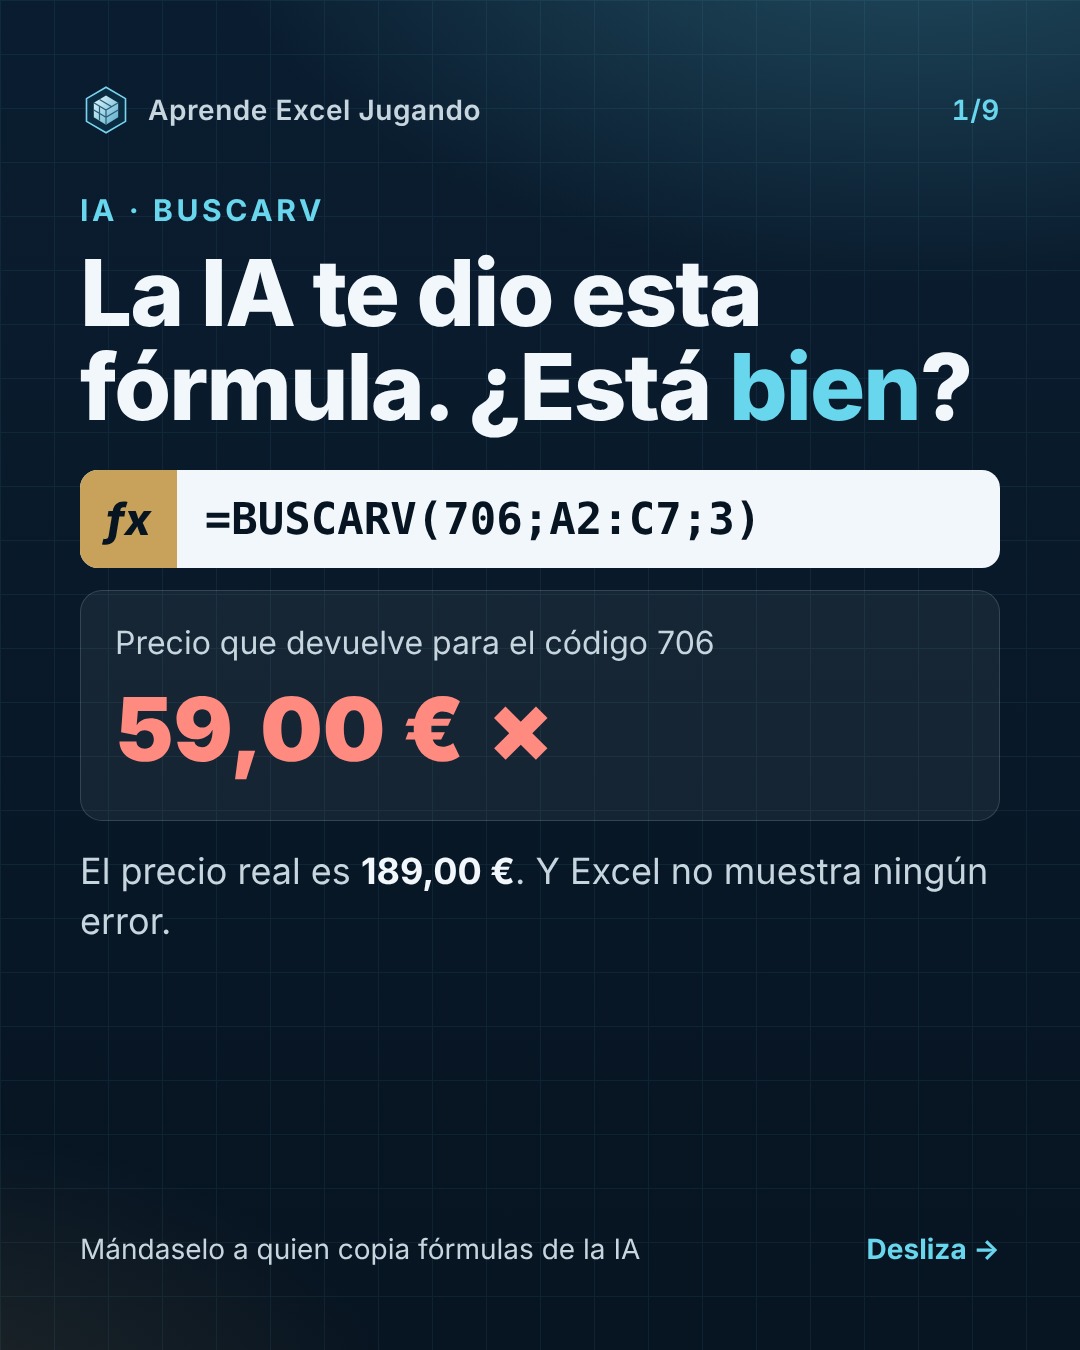 Aprende Excel Jugando
1/9
IA · BUSCARV
La IA te dio esta
fórmula. ¿Está bien?
fx =BUSCARV(706;A2:C7;3)
Precio que devuelve para el código 706
59,00 € ✖
El precio real es 189,00 €. Y Excel no muestra ningún
error.
Mándaselo a quien copia fórmulas de la IA
Desliza →